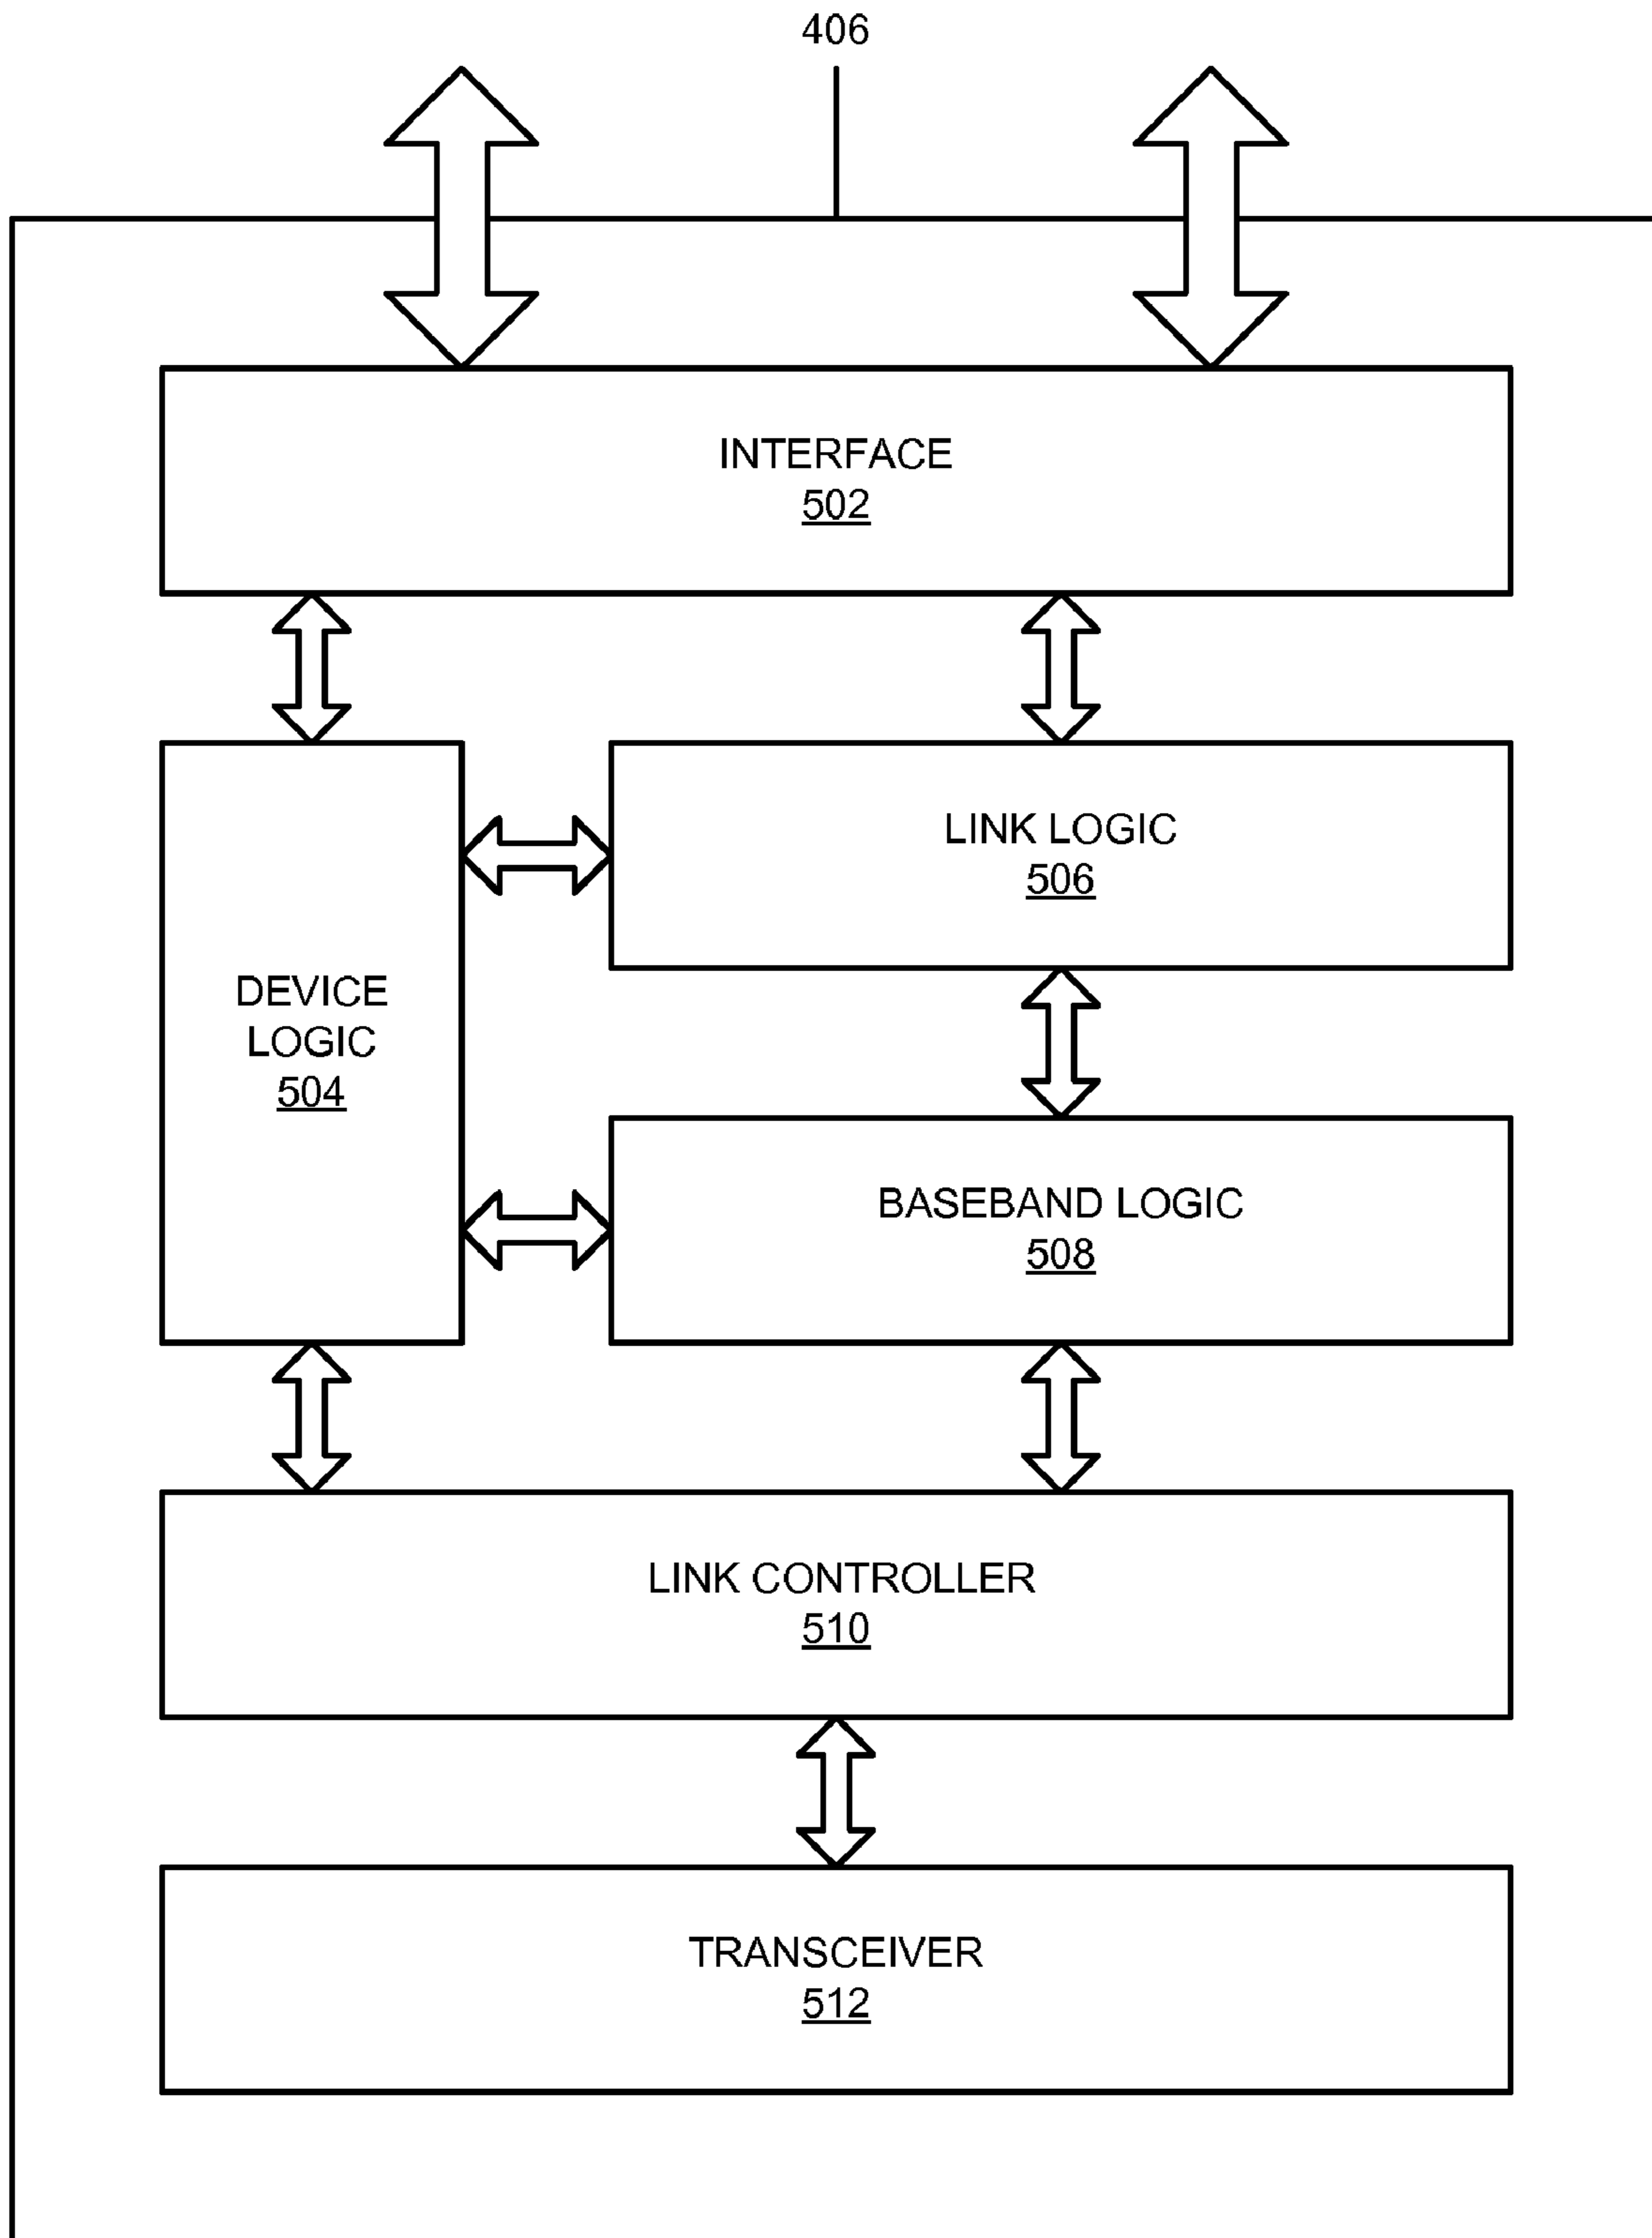 406
INTERFACE
502
LINK LOGIC
506
DEVICE
LOGIC
504
BASEBAND LOGIC
508
LINK CONTROLLER
510
TRANSCEIVER
512